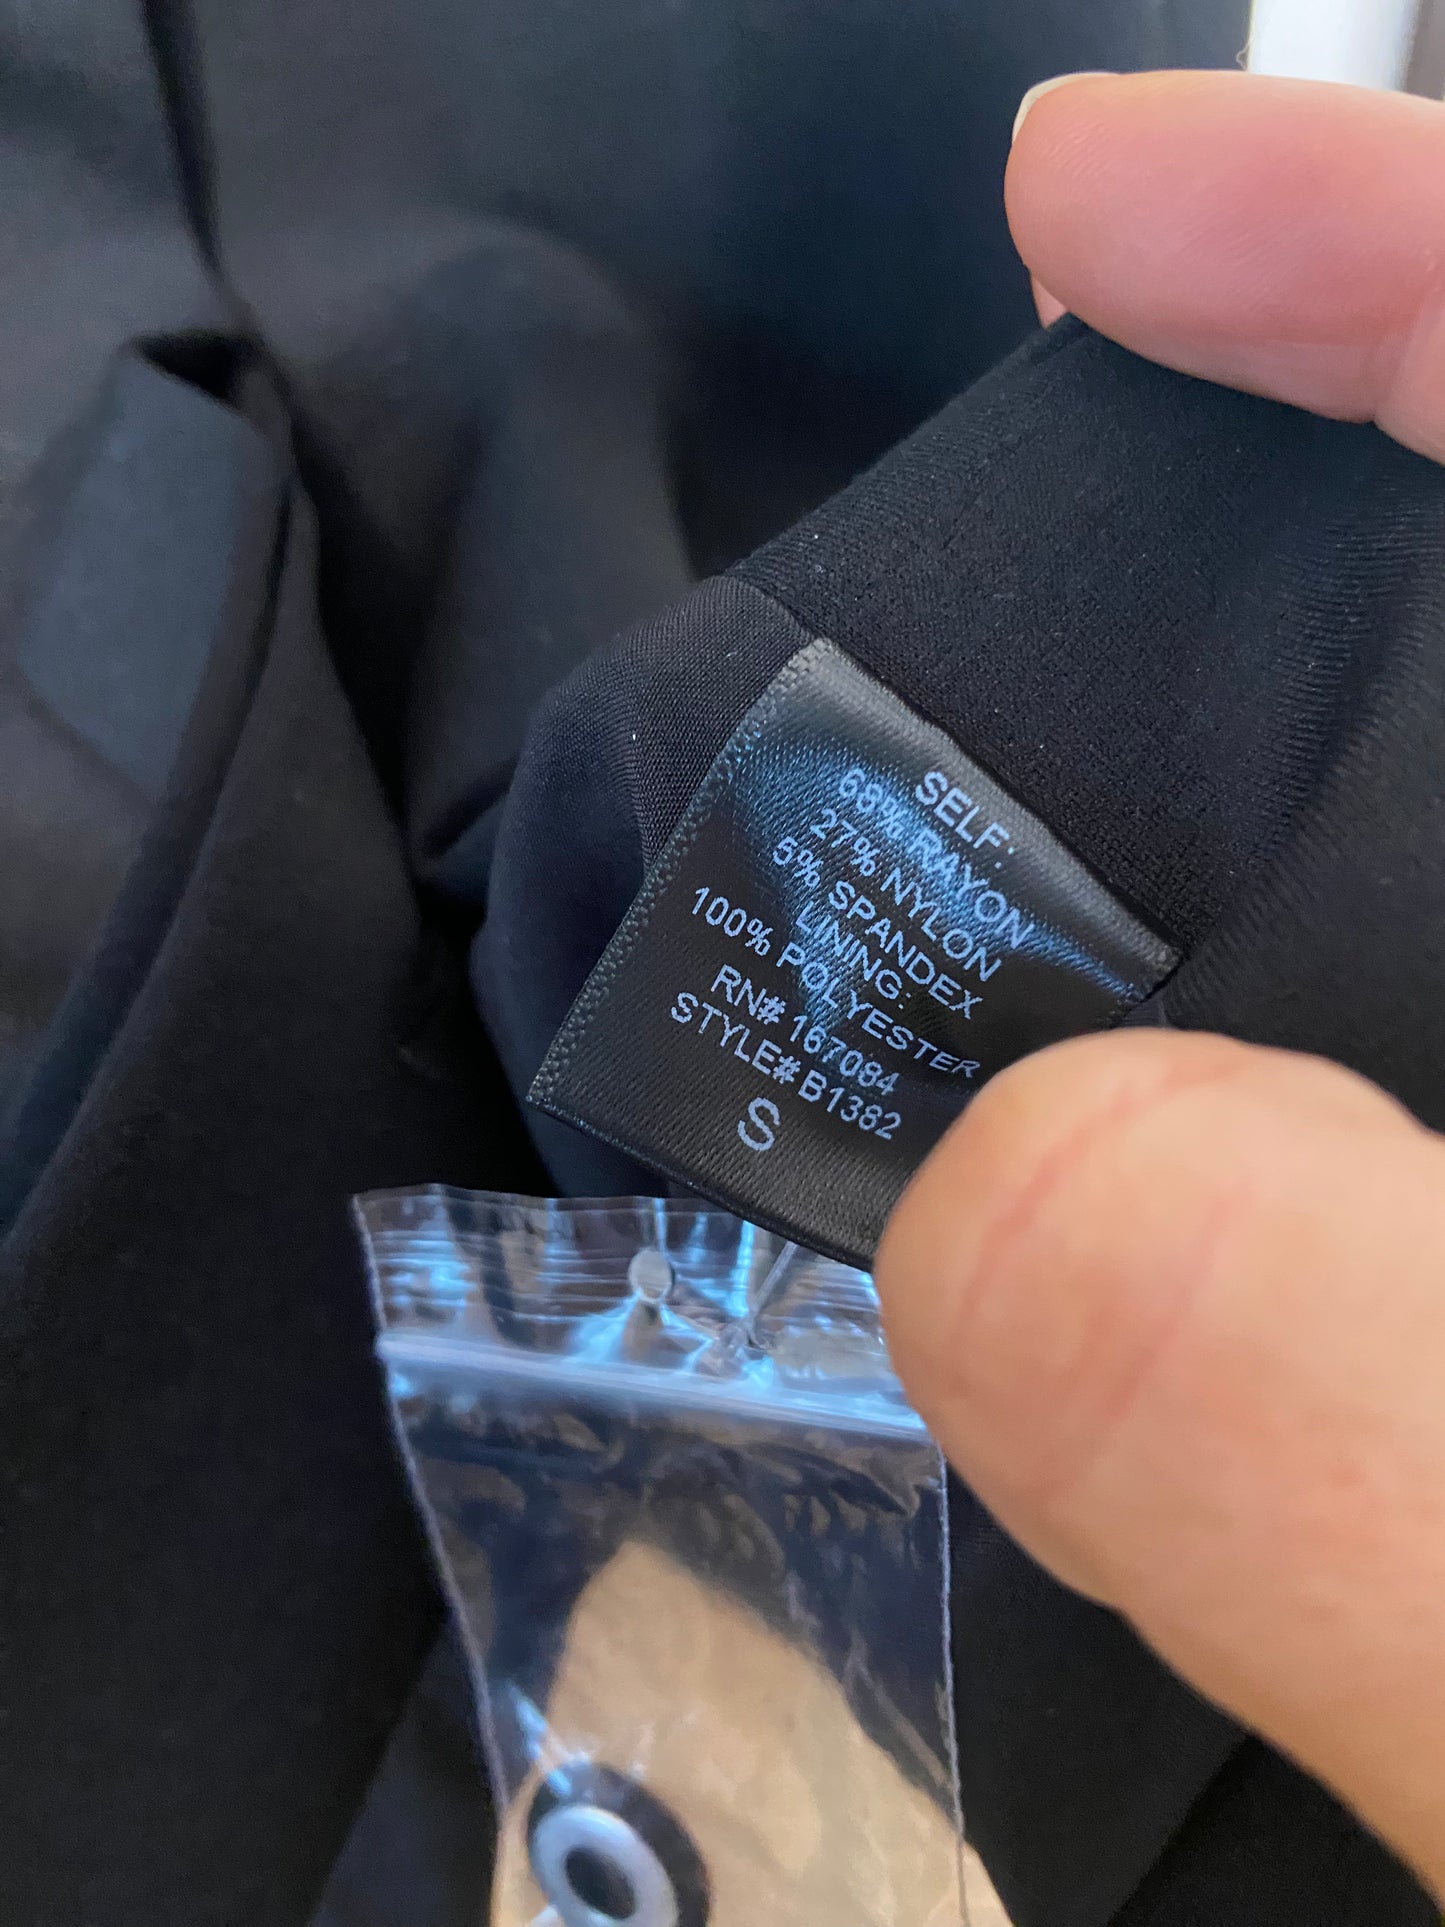 SELF:
68% RAYON
27% NYLON
5% SPANDEX
LINING:
100% POLYESTER
RN# 167084
STYLE# B1382
S